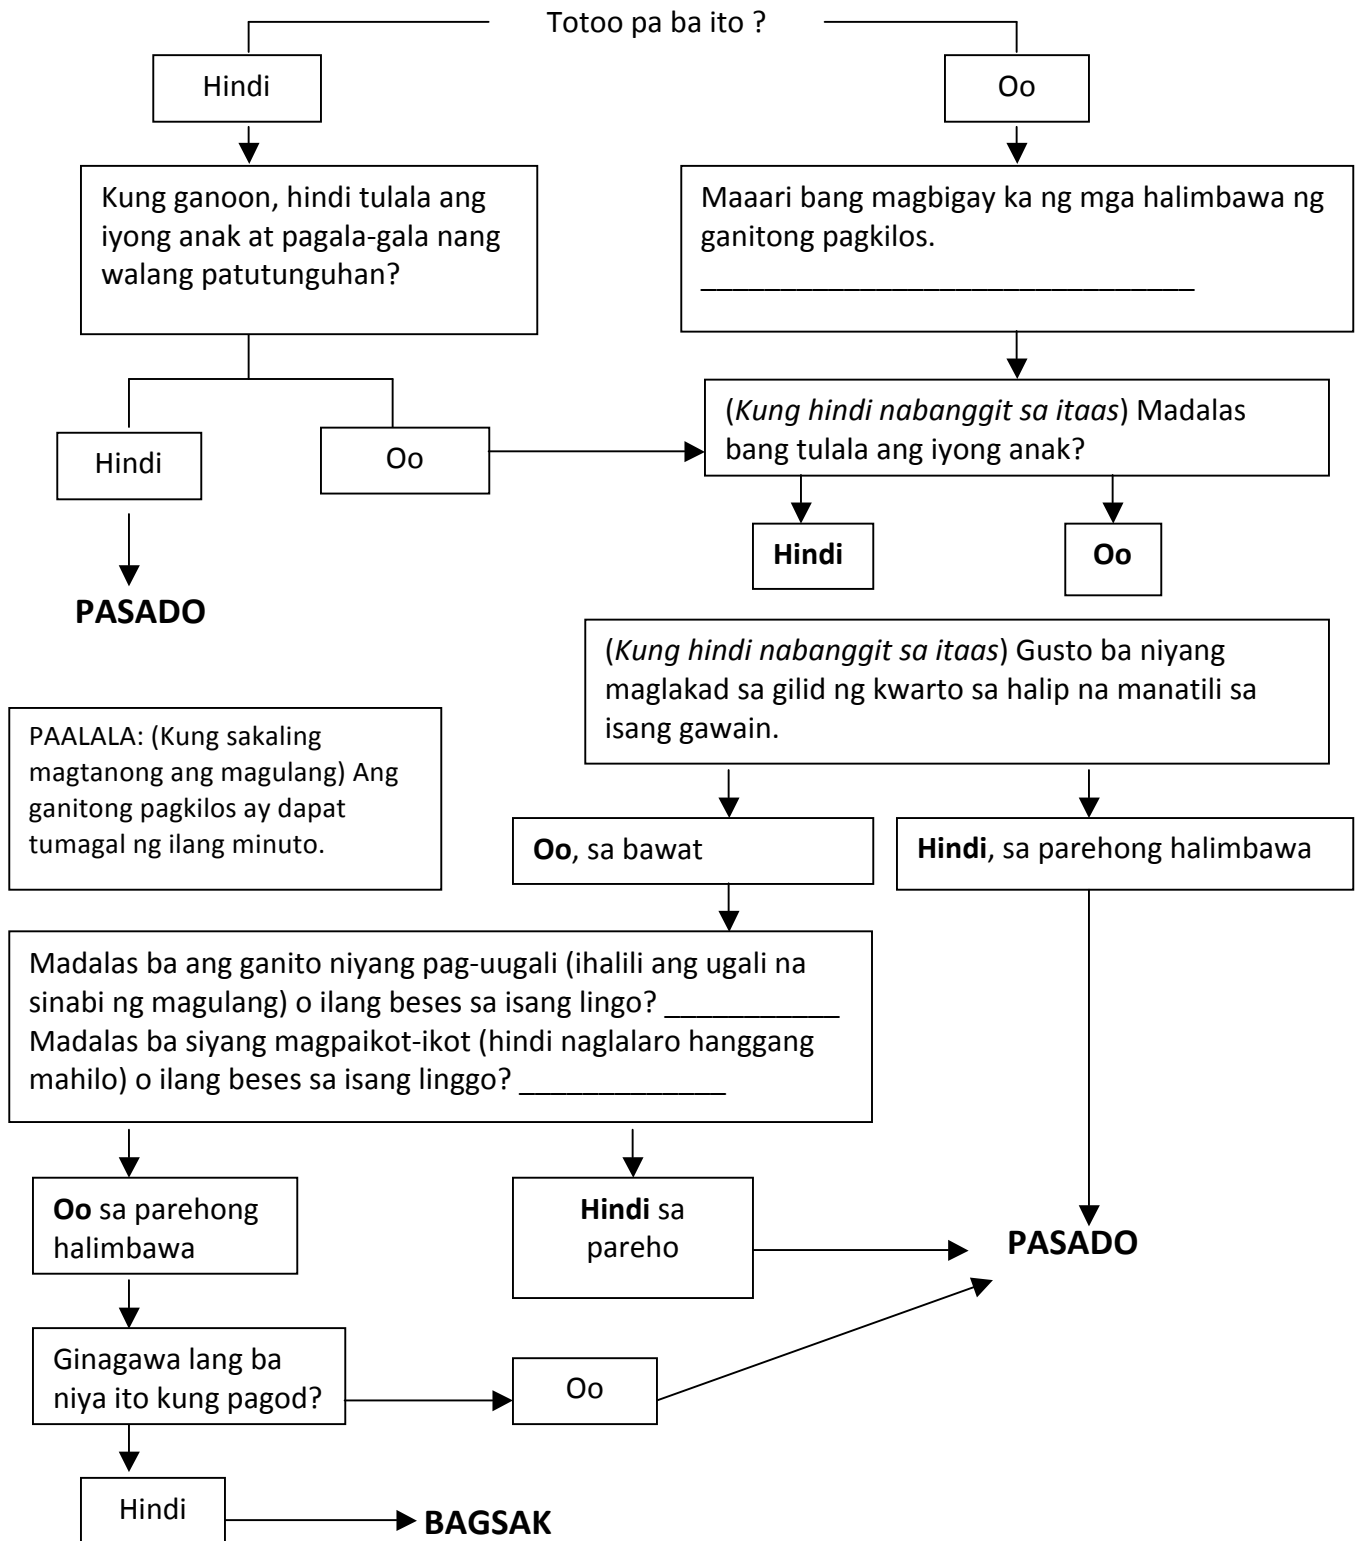 Totoo pa ba ito ?
Hindi
Oo
Kung ganoon, hindi tulala ang
iyong anak at pagala-gala nang
walang patutunguhan?
Maaari bang magbigay ka ng mga halimbawa ng
ganitong pagkilos.
_______________________________
Hindi
Oo
(Kung hindi nabanggit sa itaas) Madalas
bang tulala ang iyong anak?
Hindi
Oo
PASADO
(Kung hindi nabanggit sa itaas) Gusto ba niyang
maglakad sa gilid ng kwarto sa halip na manatili sa
isang gawain.
PAALALA: (Kung sakaling
magtanong ang magulang) Ang
ganitong pagkilos ay dapat
tumagal ng ilang minuto.
Oo, sa bawat
Hindi, sa parehong halimbawa
Madalas ba ang ganito niyang pag-uugali (ihalili ang ugali na
sinabi ng magulang) o ilang beses sa isang lingo? ___________
Madalas ba siyang magpaikot-ikot (hindi naglalaro hanggang
mahilo) o ilang beses sa isang linggo? _____________
Oo sa parehong
halimbawa
Hindi sa
pareho
PASADO
Ginagawa lang ba
niya ito kung pagod?
Oo
Hindi
BAGSAK